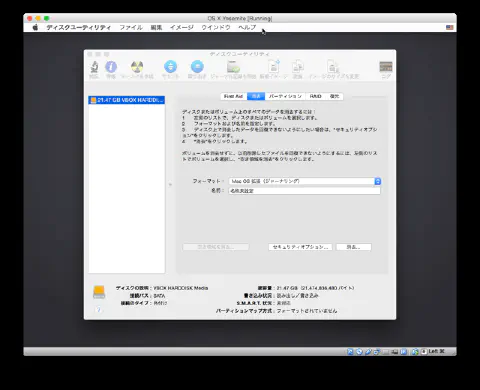 OS X Yosemite [Running]
ディスクユーティリティ ファイル 編集 イメージ ウインドウ ヘルプ
ディスクユーティリティ
21.47 GB VBOX HARDDIS...
First Aid 消去 パーティション RAID 復元
ディスクまたはボリューム上のすべてのデータを消去するには：
1 左側のリストで、ディスクまたはボリュームを選択します。
2 フォーマットおよび名前を指定します。
3 ディスク上で消去したデータを回復できないようにしたい場合は、“セキュリティオプション”をクリックします。
4 “消去”をクリックします。
フォーマット： Mac OS 拡張（ジャーナリング）
名前： 名称未設定
セキュリティオプション... 消去...
ディスクの説明： VBOX HARDDISK Media
接続バス： SATA
接続のタイプ： 外付け
総容量： 21.47 GB
書き込み状況： 読み出し／書き込み
S.M.A.R.T. 状況： 未対応
パーティションマップ方式： フォーマットされていません
Left ⌘